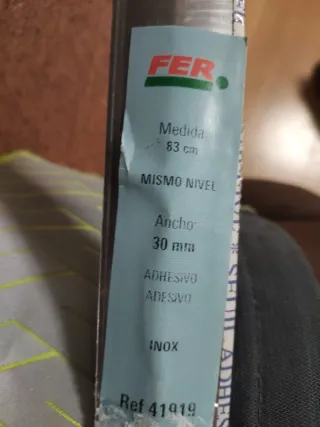 FER.
Medida
83 cm
MISMO NIVEL
Ancho
30 mm
ADHESIVO
ADESIVO
INOX
Ref 41919